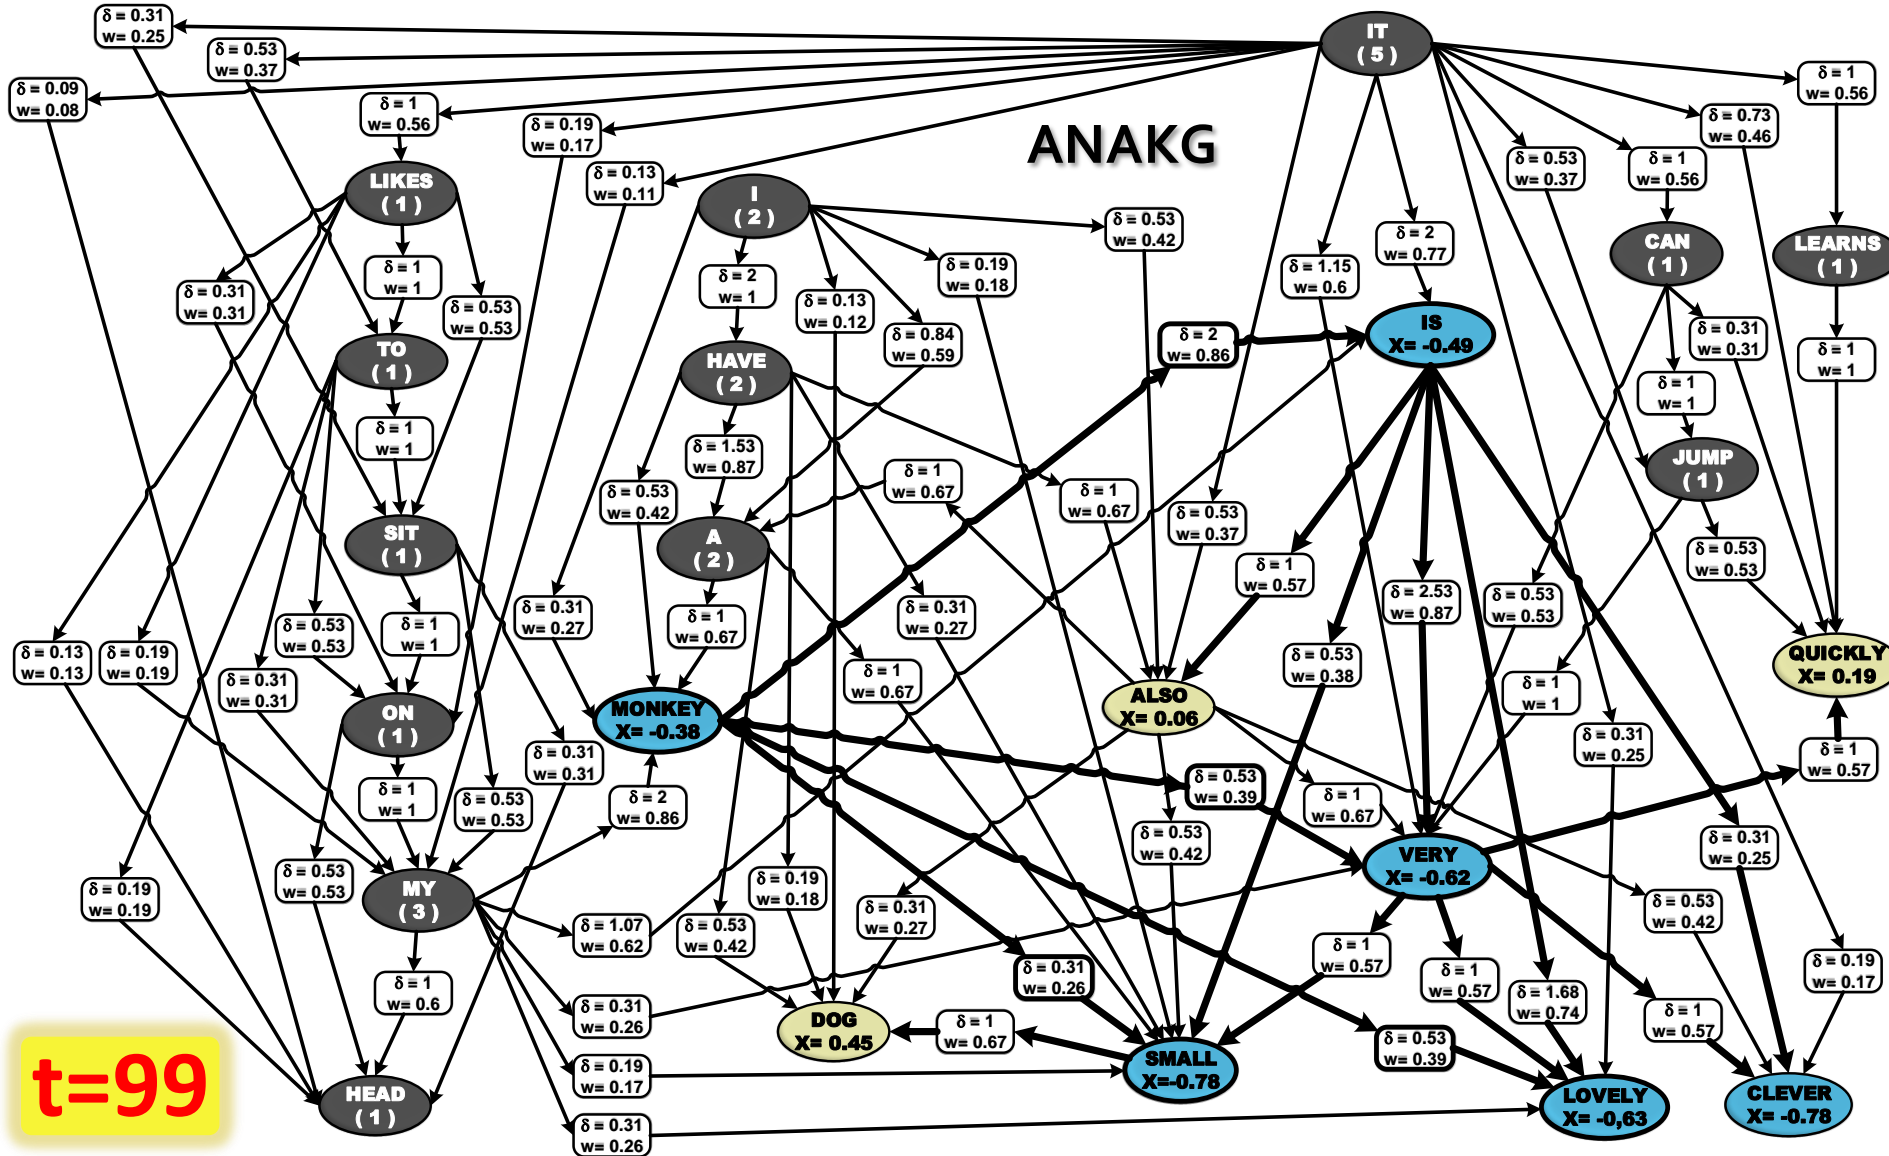 δ = 0.31
w= 0.25
IT
( 5 )
δ = 0.53
w= 0.37
δ = 1
w= 0.56
δ = 0.09
w= 0.08
δ = 1
w= 0.56
δ = 0.19
w= 0.17
δ = 0.73
w= 0.46
ANAKG
δ = 0.53
w= 0.37
δ = 1
w= 0.56
δ = 0.13
w= 0.11
LIKES
( 1 )
I
( 2 )
δ = 0.53
w= 0.42
δ = 2
w= 0.77
CAN
( 1 )
LEARNS
( 1 )
δ = 1
w= 1
δ = 2
w= 1
δ = 0.19
w= 0.18
δ = 1.15
w= 0.6
δ = 0.31
w= 0.31
δ = 0.53
w= 0.53
δ = 0.13
w= 0.12
δ = 0.84
w= 0.59
δ = 2
w= 0.86
IS
X= -0.49
δ = 0.31
w= 0.31
δ = 1
w= 1
TO
( 1 )
HAVE
( 2 )
δ = 1
w= 1
δ = 1
w= 1
δ = 1.53
w= 0.87
δ = 1
w= 0.67
JUMP
( 1 )
δ = 0.53
w= 0.42
δ = 1
w= 0.67
δ = 0.53
w= 0.37
SIT
( 1 )
A
( 2 )
δ = 0.53
w= 0.53
δ = 1
w= 0.57
δ = 2.53
w= 0.87
δ = 0.53
w= 0.53
δ = 0.31
w= 0.27
δ = 0.31
w= 0.27
δ = 1
w= 0.67
δ = 0.53
w= 0.53
δ = 1
w= 1
δ = 0.13
w= 0.13
δ = 0.19
w= 0.19
δ = 0.53
w= 0.38
QUICKLY
X= 0.19
δ = 0.31
w= 0.31
δ = 1
w= 0.67
δ = 1
w= 1
ON
( 1 )
MONKEY
X= -0.38
ALSO
X= 0.06
δ = 0.31
w= 0.25
δ = 0.31
w= 0.31
δ = 1
w= 0.57
δ = 0.53
w= 0.39
δ = 1
w= 1
δ = 0.53
w= 0.53
δ = 2
w= 0.86
δ = 1
w= 0.67
δ = 0.53
w= 0.42
δ = 0.31
w= 0.25
VERY
X= -0.62
δ = 0.19
w= 0.19
δ = 0.53
w= 0.53
MY
( 3 )
δ = 0.19
w= 0.18
δ = 0.31
w= 0.27
δ = 0.53
w= 0.42
δ = 1.07
w= 0.62
δ = 0.53
w= 0.42
δ = 1
w= 0.57
δ = 1
w= 0.6
δ = 0.31
w= 0.26
δ = 1
w= 0.57
δ = 0.19
w= 0.17
δ = 1.68
w= 0.74
δ = 0.31
w= 0.26
δ = 1
w= 0.57
DOG
X= 0.45
δ = 1
w= 0.67
δ = 0.53
w= 0.39
SMALL
X=-0.78
δ = 0.19
w= 0.17
t=99
HEAD
( 1 )
LOVELY
X= -0,63
CLEVER
X= -0.78
δ = 0.31
w= 0.26